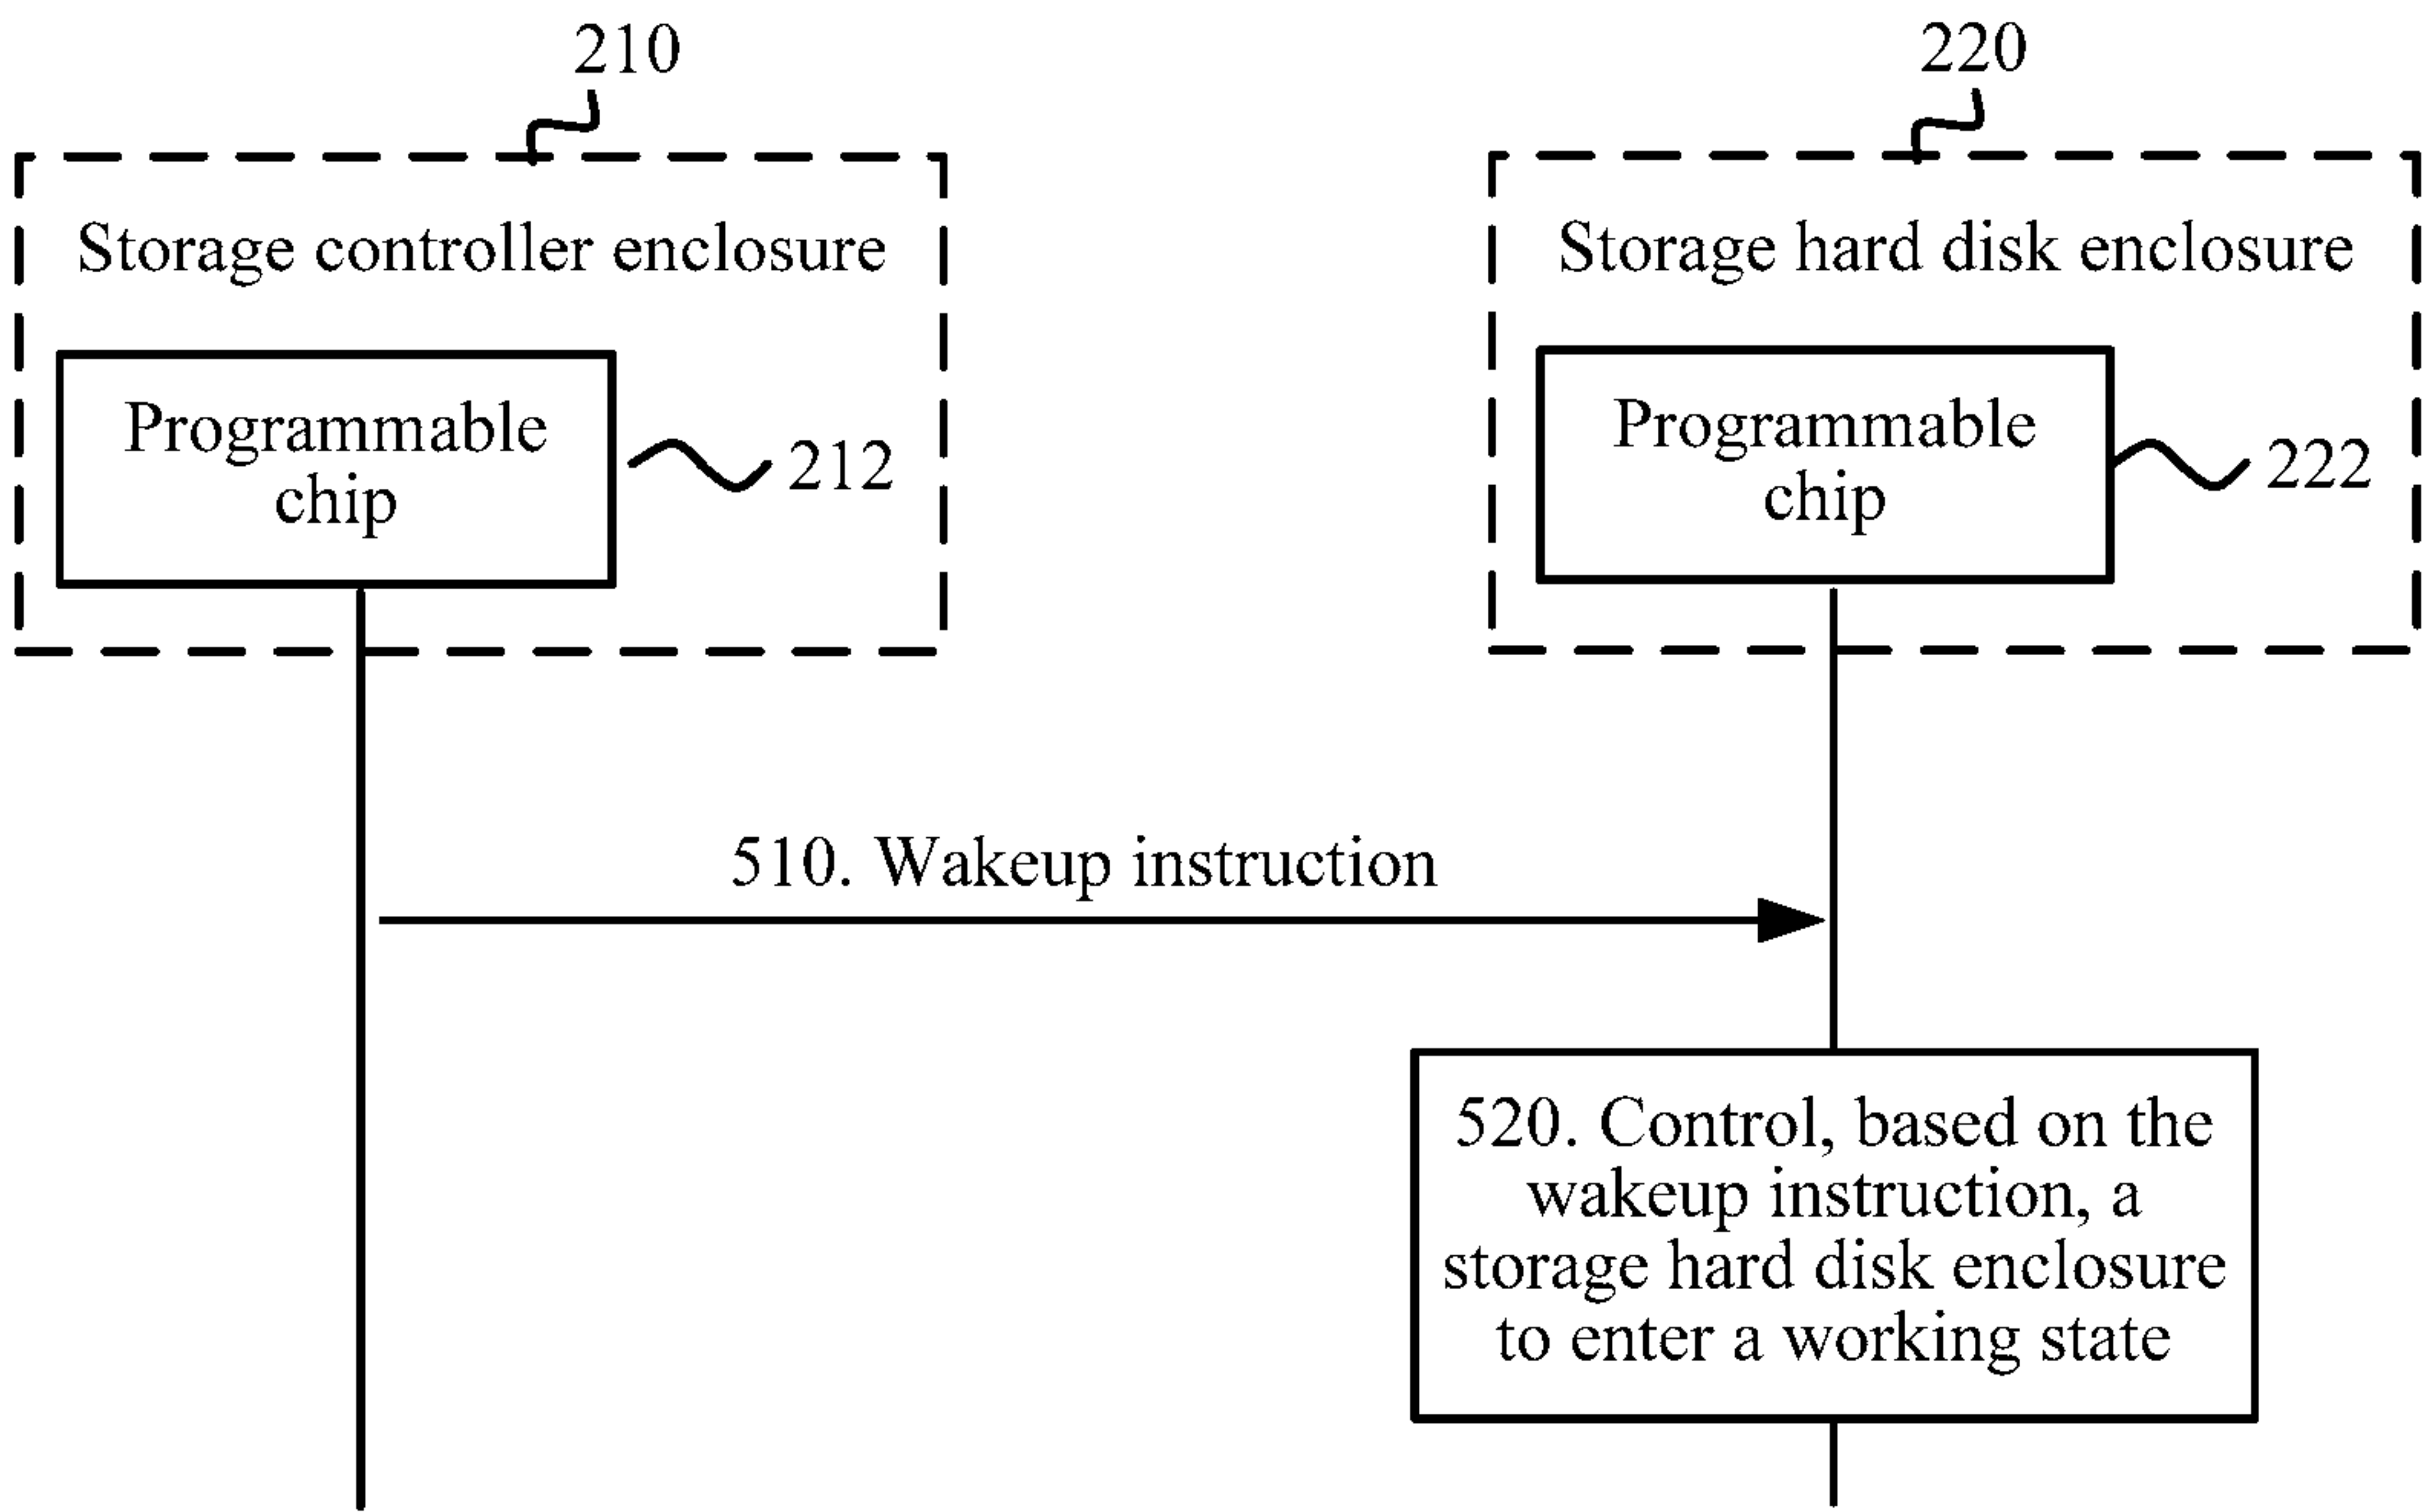 210
220
Storage controller enclosure
Storage hard disk enclosure
Programmable
chip
212
Programmable
chip
222
510. Wakeup instruction
520. Control, based on the
wakeup instruction, a
storage hard disk enclosure
to enter a working state